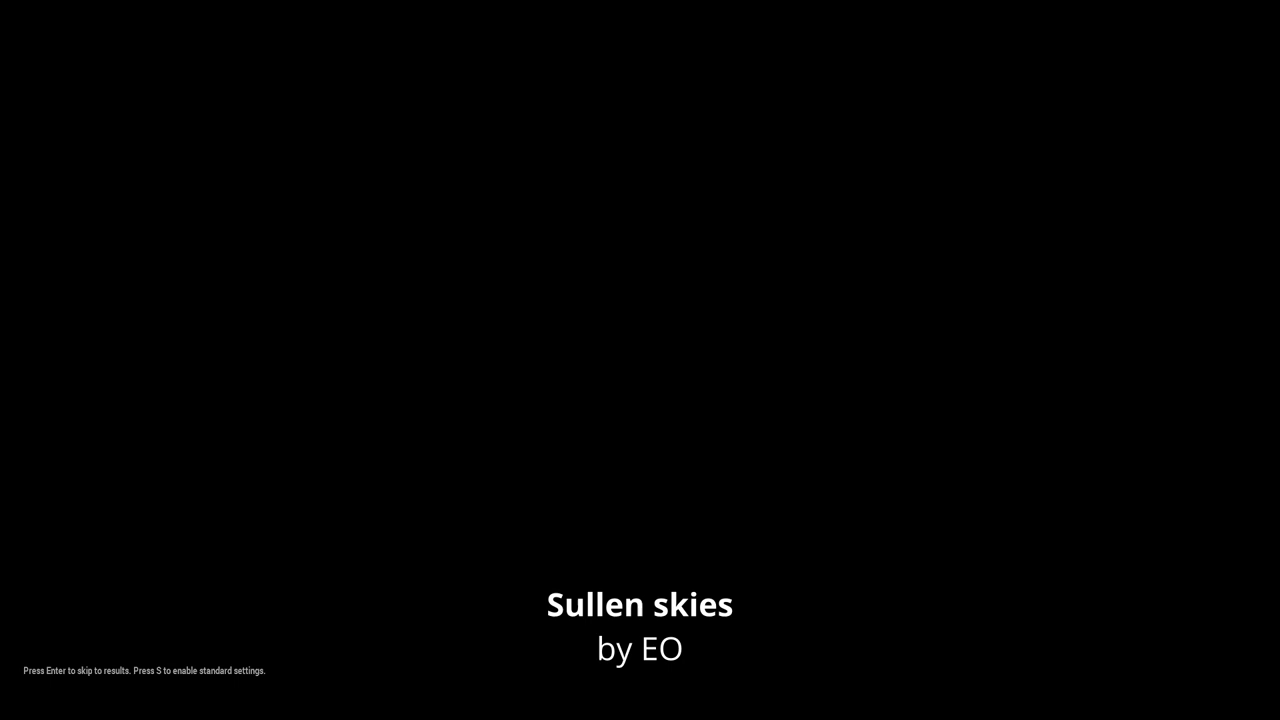 Sullen skies
by EO
Press Enter to skip to results. Press S to enable standard settings.